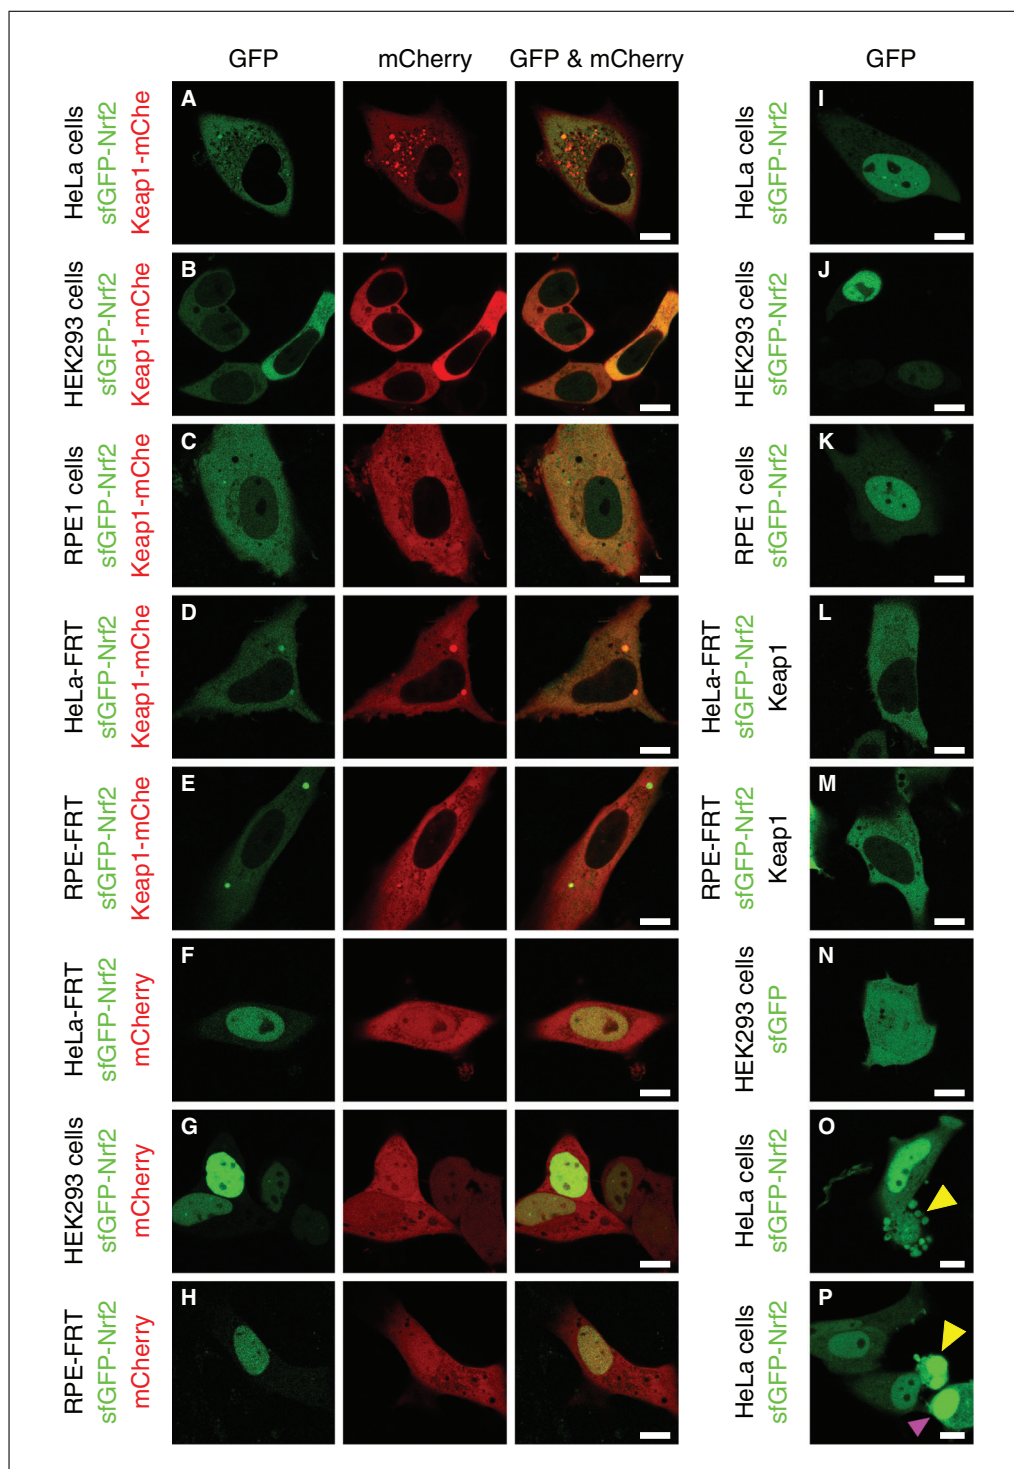 GFP
mCherry
GFP & mCherry
GFP
HeLa cells
sfGFP-Nrf2
Keap1-mChe
A
HeLa cells
sfGFP-Nrf2
I
HEK293 cells
sfGFP-Nrf2
Keap1-mChe
B
HEK293 cells
sfGFP-Nrf2
J
RPE1 cells
sfGFP-Nrf2
Keap1-mChe
C
RPE1 cells
sfGFP-Nrf2
K
HeLa-FRT
sfGFP-Nrf2
Keap1-mChe
D
HeLa-FRT
sfGFP-Nrf2
Keap1
L
RPE-FRT
sfGFP-Nrf2
Keap1-mChe
E
RPE-FRT
sfGFP-Nrf2
Keap1
M
HeLa-FRT
sfGFP-Nrf2
mCherry
F
HEK293 cells
sfGFP
N
HEK293 cells
sfGFP-Nrf2
mCherry
G
HeLa cells
sfGFP-Nrf2
O
RPE-FRT
sfGFP-Nrf2
mCherry
H
HeLa cells
sfGFP-Nrf2
P